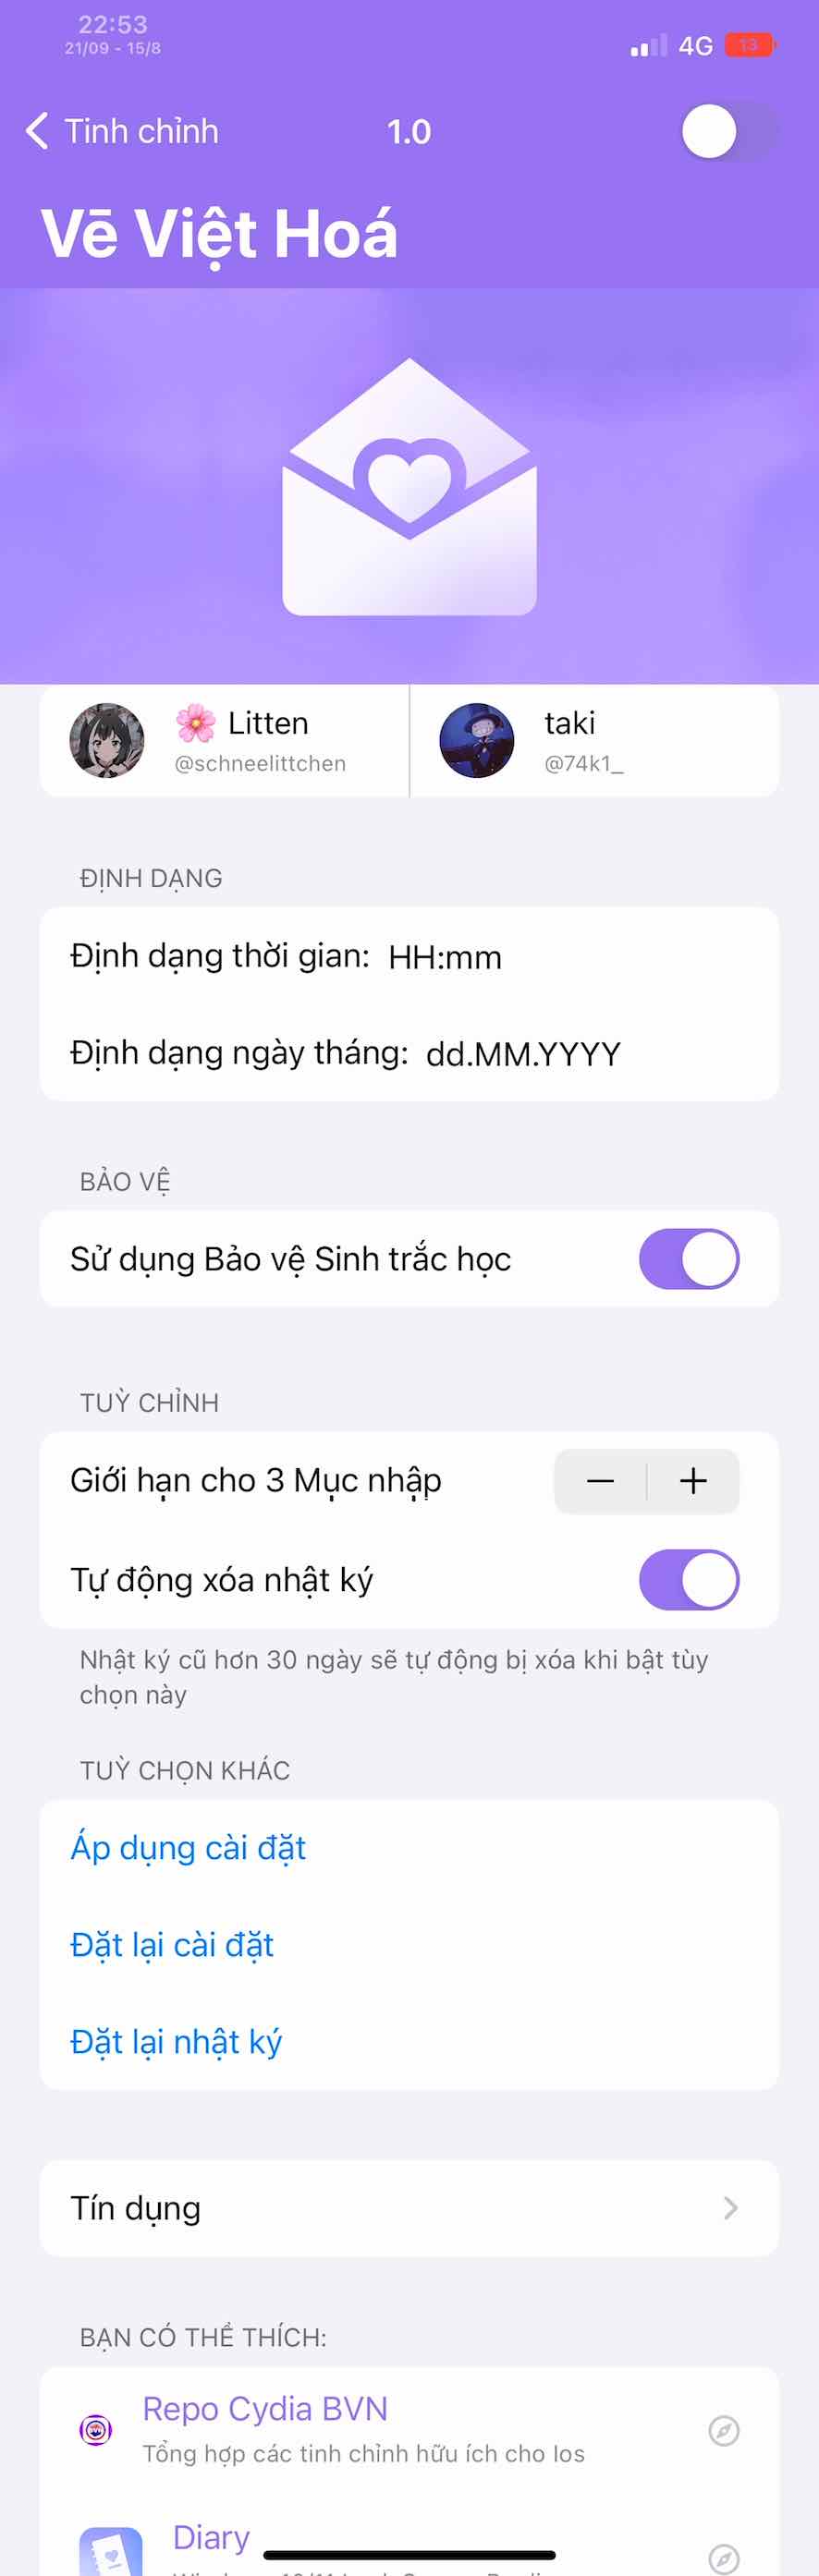 22:53
21/09 - 15/8
4G 13
Tinh chỉnh
1.0
Vē Việt Hoá
🌸 Litten
@schneelittchen
taki
@74k1_
ĐỊNH DẠNG
Định dạng thời gian: HH:mm
Định dạng ngày tháng: dd.MM.YYYY
BẢO VỆ
Sử dụng Bảo vệ Sinh trắc học
TUỲ CHỈNH
Giới hạn cho 3 Mục nhập
Tự động xóa nhật ký
Nhật ký cũ hơn 30 ngày sẽ tự động bị xóa khi bật tùy
chọn này
TUỲ CHỌN KHÁC
Áp dụng cài đặt
Đặt lại cài đặt
Đặt lại nhật ký
Tín dụng
BẠN CÓ THỂ THÍCH:
Repo Cydia BVN
Tổng hợp các tinh chỉnh hữu ích cho Ios
Diary